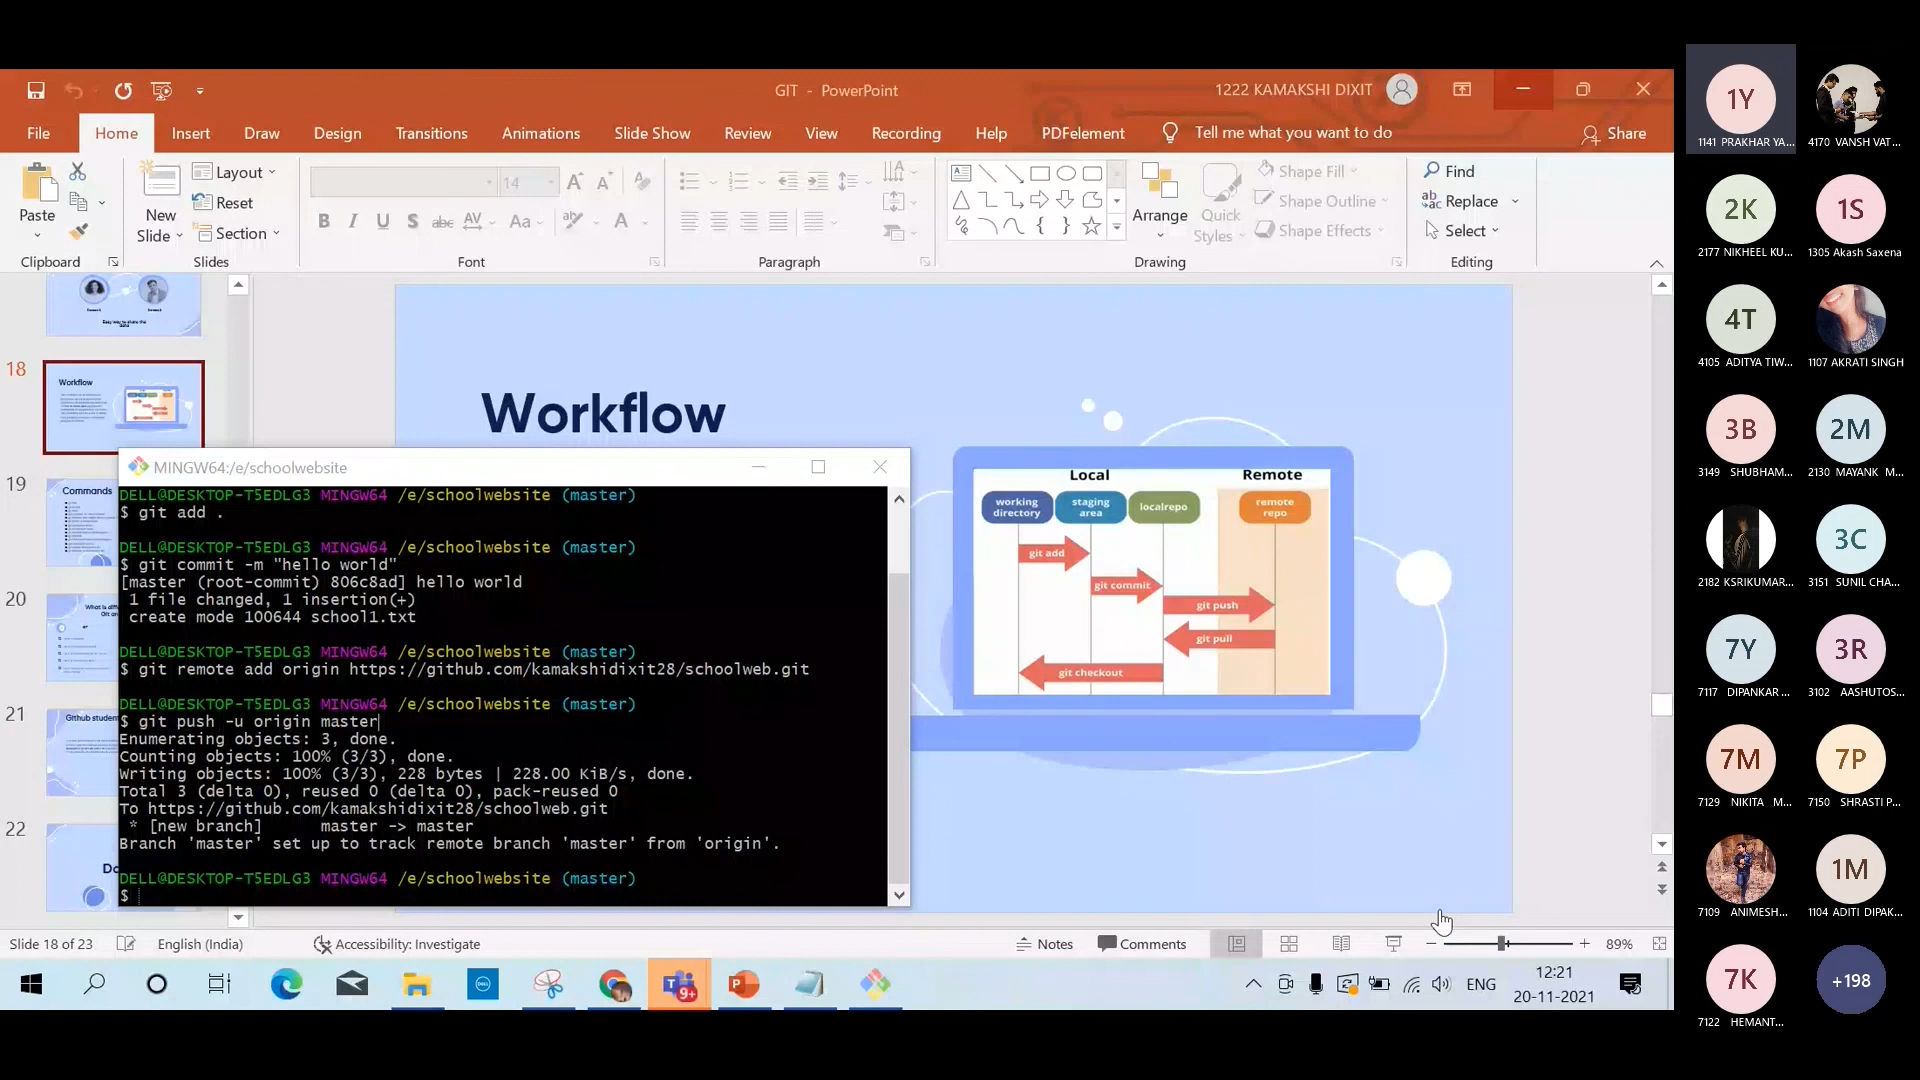 GIT - PowerPoint
1222 KAMAKSHI DIXIT
File Home Insert Draw Design Transitions Animations Slide Show Review View Recording Help PDFelement Tell me what you want to do Share
Paste
Clipboard
New
Slide
Layout
Reset
Section
Slides
14
Font
Paragraph
Arrange
Quick
Styles
Shape Fill
Shape Outline
Shape Effects
Drawing
Find
Replace
Select
Editing
18
Workflow
19
Commands
20
21
Github studen
22
Workflow
MINGW64:/e/schoolwebsite
DELL@DESKTOP-T5EDLG3 MINGW64 /e/schoolwebsite (master)
$ git add .
DELL@DESKTOP-T5EDLG3 MINGW64 /e/schoolwebsite (master)
$ git commit -m "hello world"
[master (root-commit) 806c8ad] hello world
1 file changed, 1 insertion(+)
create mode 100644 school1.txt
DELL@DESKTOP-T5EDLG3 MINGW64 /e/schoolwebsite (master)
$ git remote add origin https://github.com/kamakshidixit28/schoolweb.git
DELL@DESKTOP-T5EDLG3 MINGW64 /e/schoolwebsite (master)
$ git push -u origin master
Enumerating objects: 3, done.
Counting objects: 100% (3/3), done.
Writing objects: 100% (3/3), 228 bytes | 228.00 KiB/s, done.
Total 3 (delta 0), reused 0 (delta 0), pack-reused 0
To https://github.com/kamakshidixit28/schoolweb.git
* [new branch] master -> master
Branch 'master' set up to track remote branch 'master' from 'origin'.
DELL@DESKTOP-T5EDLG3 MINGW64 /e/schoolwebsite (master)
$
Local Remote
working
directory
staging
area
localrepo
remote
repo
git add
git commit
git push
git pull
git checkout
Slide 18 of 23 English (India) Accessibility: Investigate Notes Comments 89%
9+
ENG
12:21
20-11-2021
1Y
1141 PRAKHAR YA...
4170 VANSH VAT...
2K
2177 NIKHEEL KU...
1S
1305 Akash Saxena
4T
4105 ADITYA TIW...
1107 AKRATI SINGH
3B
3149 SHUBHAM...
2M
2130 MAYANK M...
2182 KSRIKUMAR...
3C
3151 SUNIL CHA...
7Y
7117 DIPANKAR ...
3R
3102 AASHUTOS...
7M
7129 NIKITA M...
7P
7150 SHRASTI P...
7109 ANIMESH...
1M
1104 ADITI DIPAK...
7K
7122 HEMANT...
+198